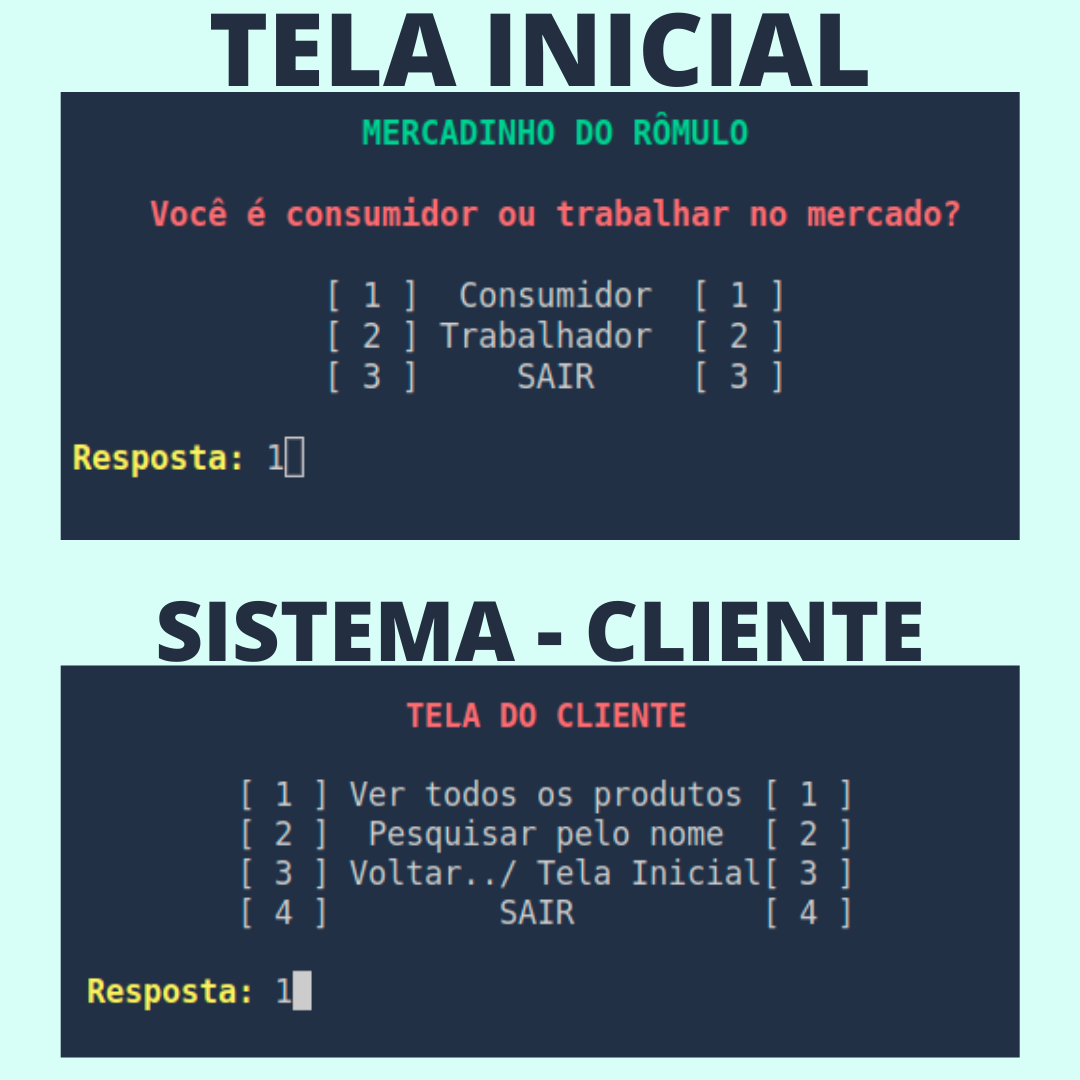 TELA INICIAL
MERCADINHO DO RÔMULO
Você é consumidor ou trabalhar no mercado?
[ 1 ] Consumidor [ 1 ]
[ 2 ] Trabalhador [ 2 ]
[ 3 ] SAIR [ 3 ]
Resposta: 1
SISTEMA - CLIENTE
TELA DO CLIENTE
[ 1 ] Ver todos os produtos [ 1 ]
[ 2 ] Pesquisar pelo nome [ 2 ]
[ 3 ] Voltar../ Tela Inicial[ 3 ]
[ 4 ] SAIR [ 4 ]
Resposta: 1